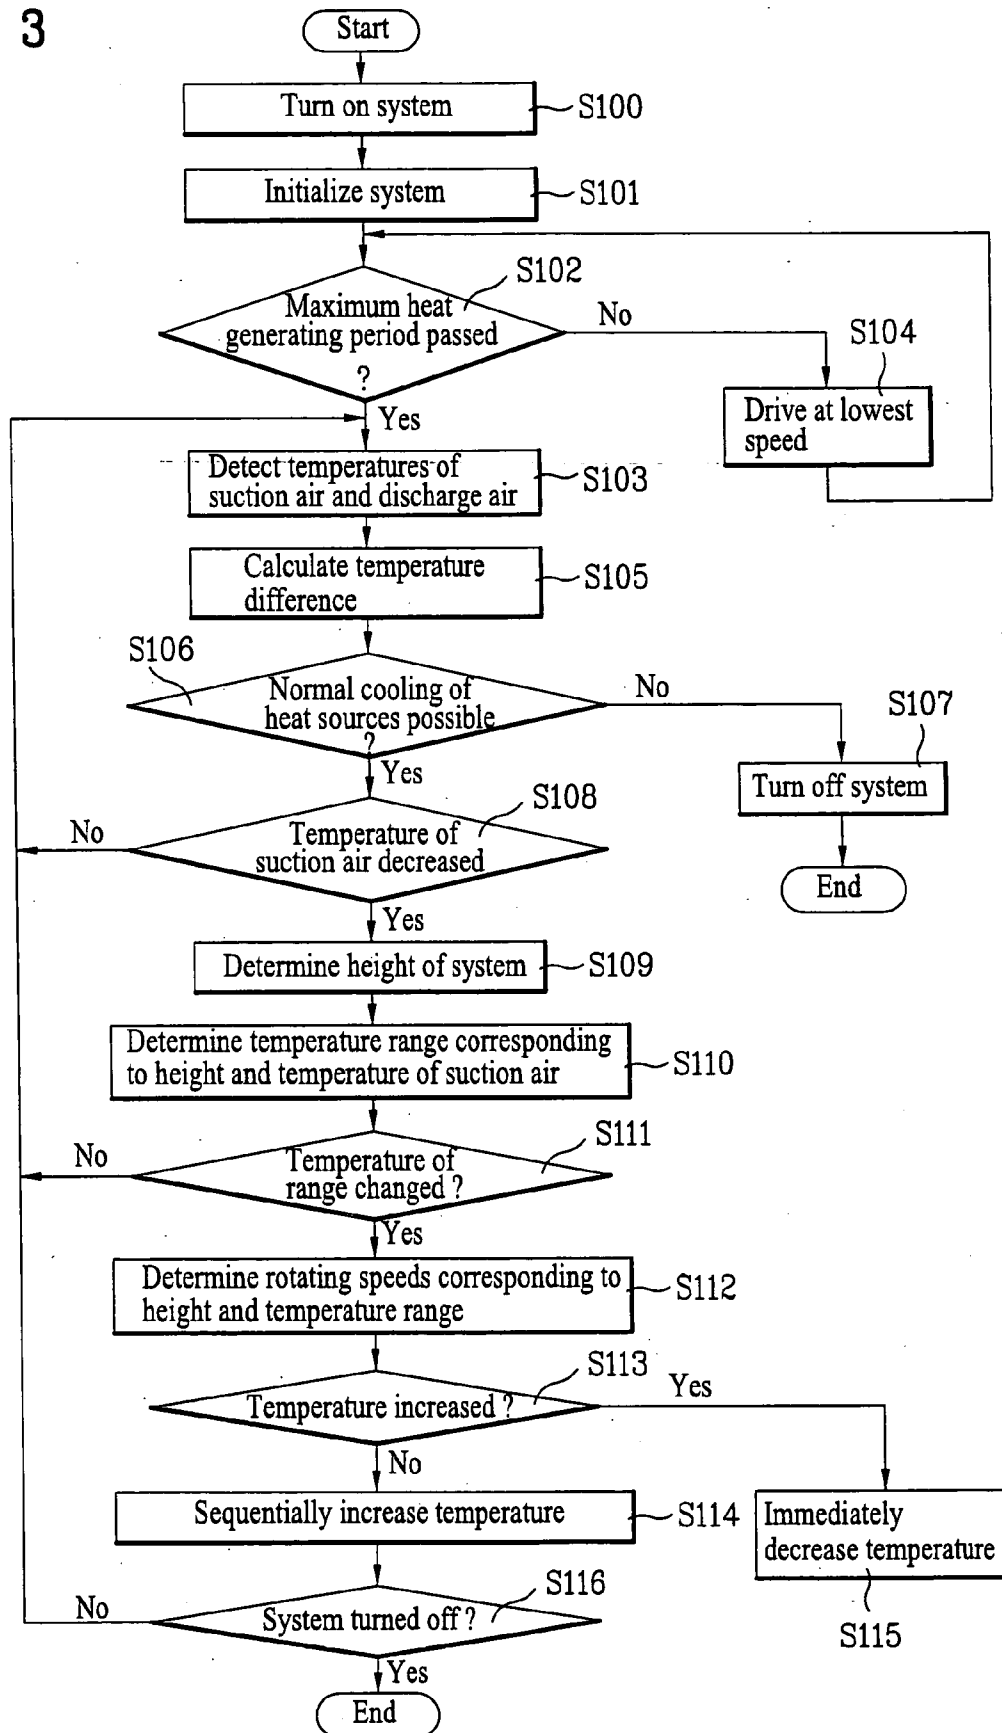 3
Start
Turn on system
S100
Initialize system
S101
S102
Maximum heat
generating period passed
?
No
Yes
S104
Drive at lowest
speed
Detect temperatures of
suction air and discharge air
S103
Calculate temperature
difference
S105
S106
Normal cooling of
heat sources possible
?
No
Yes
S107
Turn off system
End
S108
Temperature of
suction air decreased
No
Yes
Determine height of system
S109
Determine temperature range corresponding
to height and temperature of suction air
S110
S111
Temperature of
range changed ?
No
Yes
Determine rotating speeds corresponding to
height and temperature range
S112
S113
Temperature increased ?
Yes
No
Sequentially increase temperature
S114
Immediately
decrease temperature
S115
S116
System turned off ?
No
Yes
End